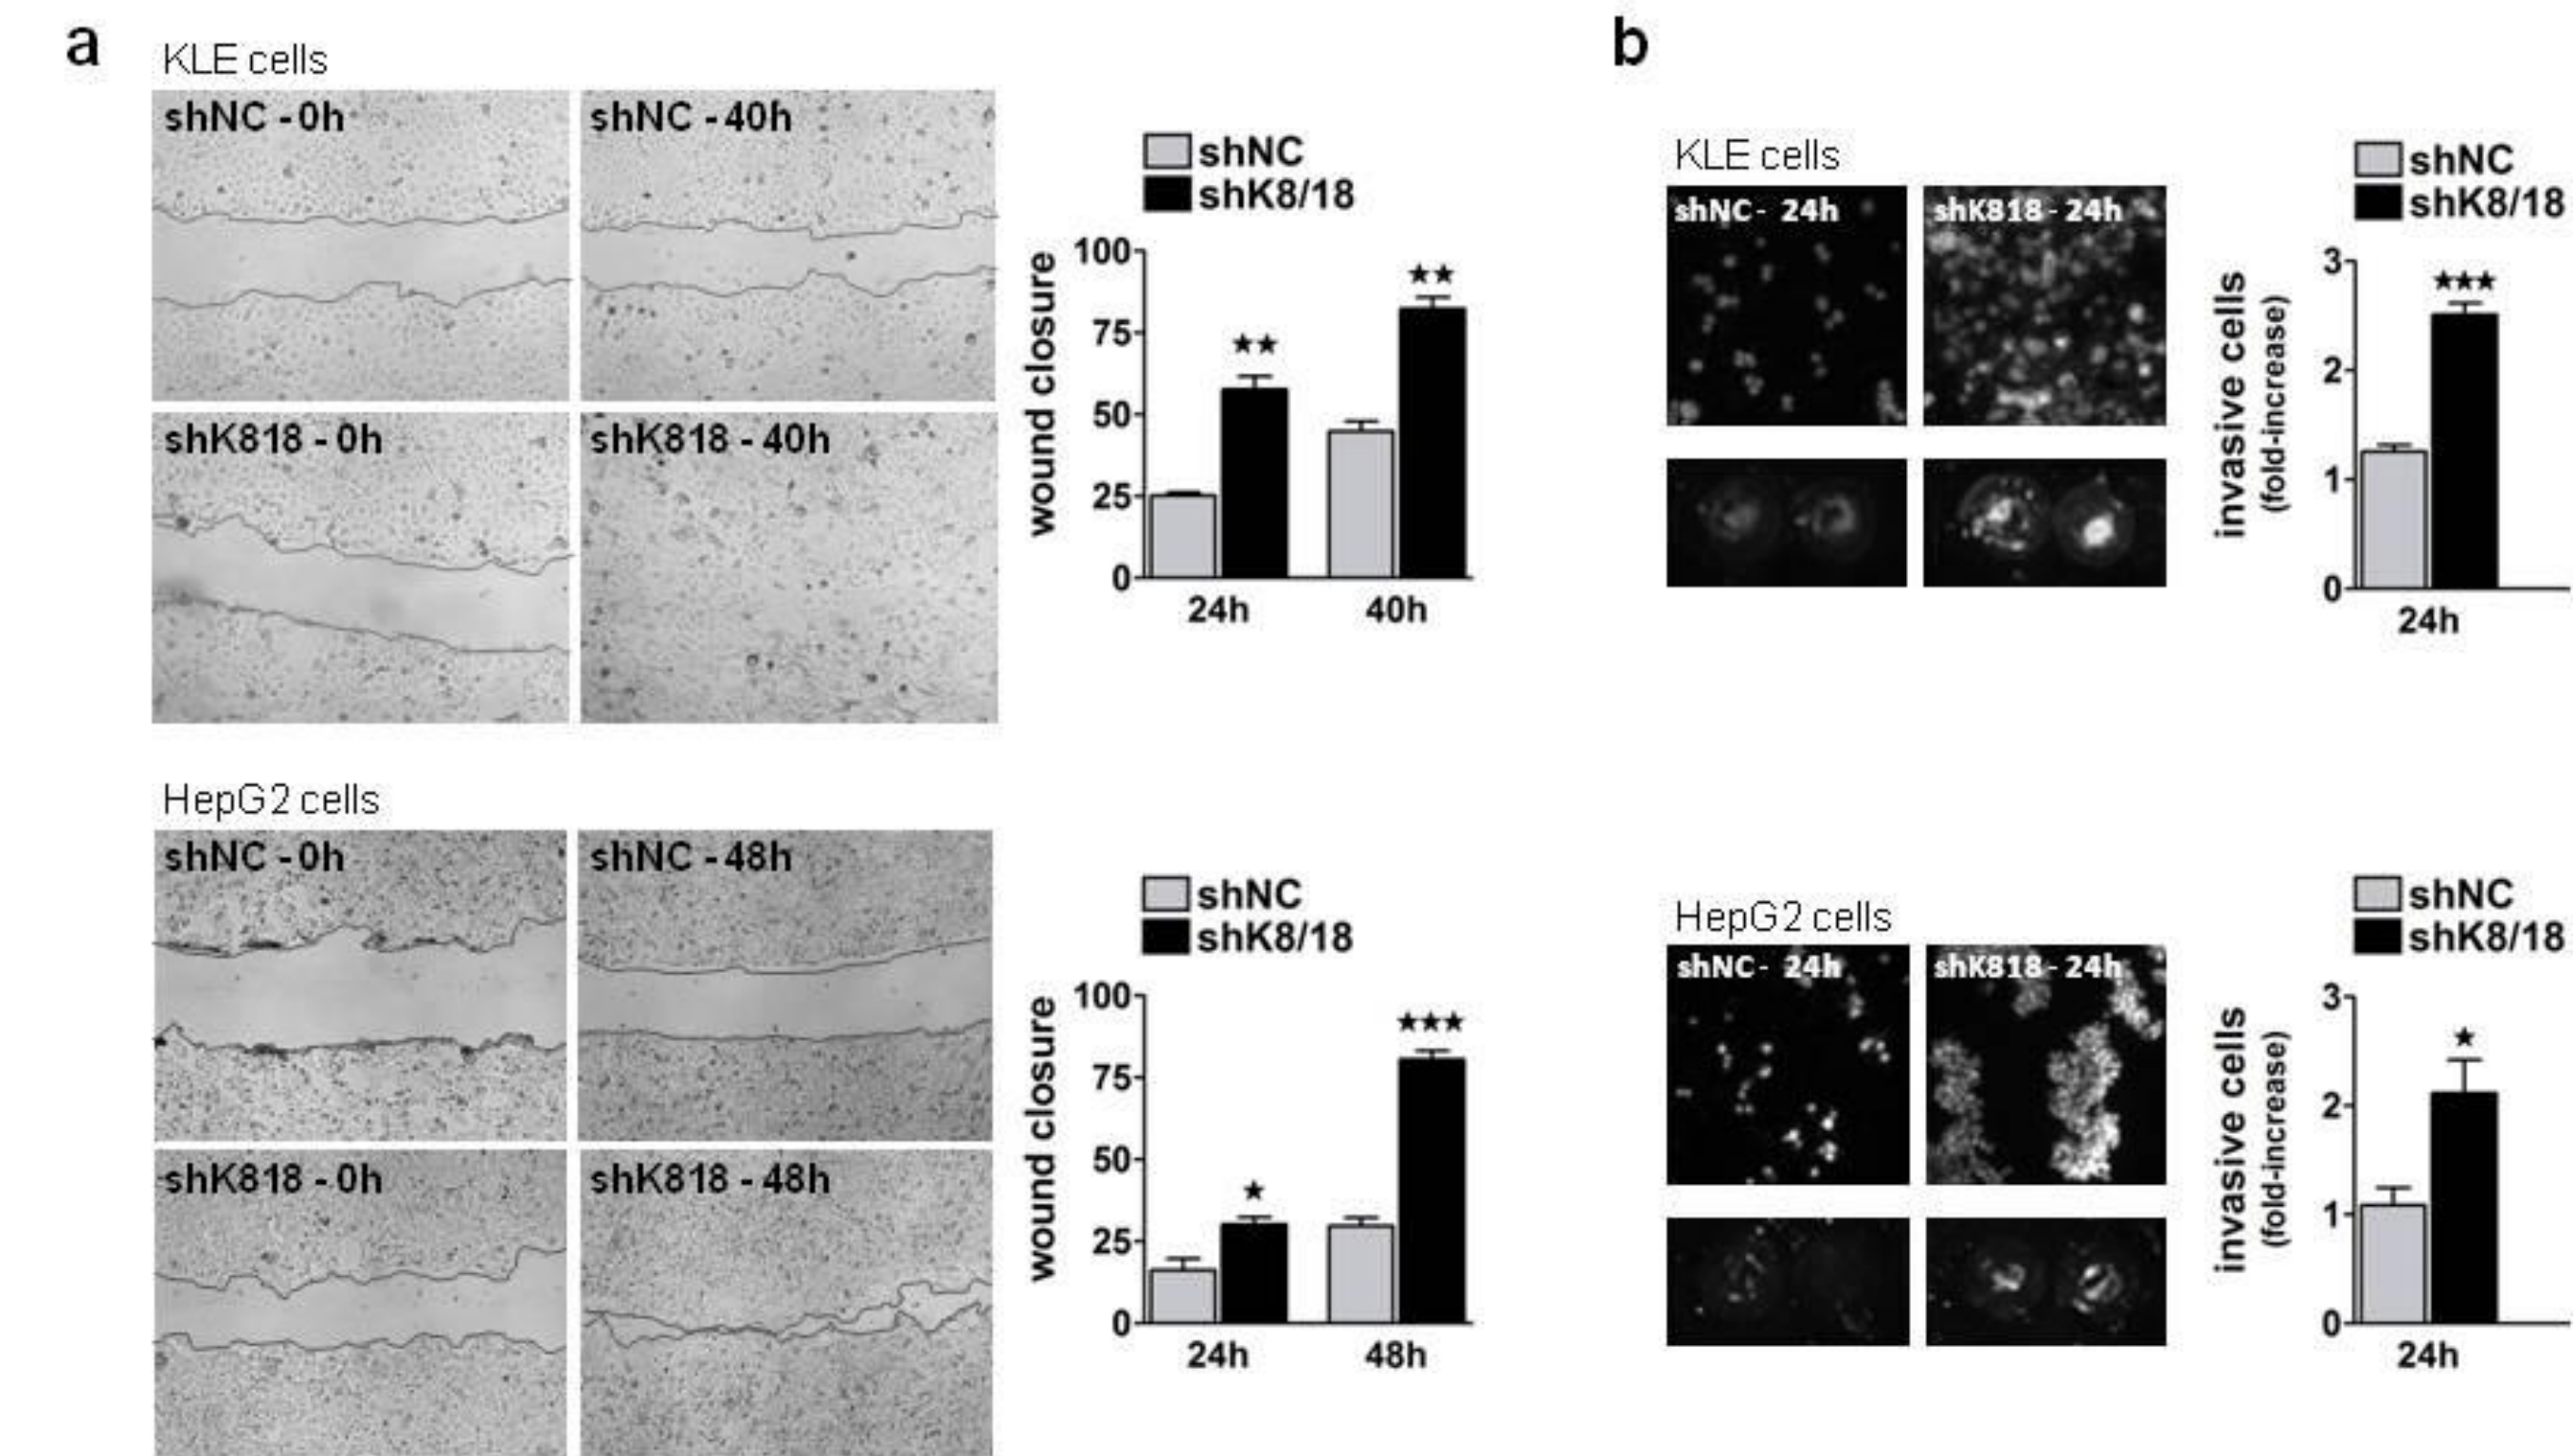 a
KLE cells
shNC - 0h
shNC - 40h
shK818 - 0h
shK818 - 40h
shNC
shK8/18
wound closure
100
75
50
25
0
★★
★★
24h
40h
HepG2 cells
shNC - 0h
shNC - 48h
shK818 - 0h
shK818 - 48h
shNC
shK8/18
wound closure
100
75
50
25
0
★
★★★
24h
48h
b
KLE cells
shNC - 24h
shK818 - 24h
shNC
shK8/18
invasive cells
(fold-increase)
3
2
1
0
★★★
24h
HepG2 cells
shNC - 24h
shK818 - 24h
shNC
shK8/18
invasive cells
(fold-increase)
3
2
1
0
★
24h